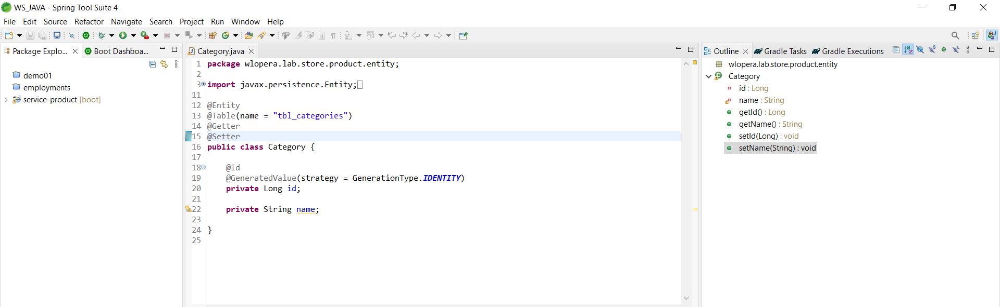 WS_JAVA - Spring Tool Suite 4
File Edit Source Refactor Navigate Search Project Run Window Help
Package Explo...
Boot Dashboa...
demo01
employments
service-product [boot]
Category.java
1 package wlopera.lab.store.product.entity;
2
3 import javax.persistence.Entity;
11
12 @Entity
13 @Table(name = "tbl_categories")
14 @Getter
15 @Setter
16 public class Category {
17
18 @Id
19 @GeneratedValue(strategy = GenerationType.IDENTITY)
20 private Long id;
21
22 private String name;
23
24 }
25
Outline
Gradle Tasks
Gradle Executions
wlopera.lab.store.product.entity
Category
id : Long
name : String
getId() : Long
getName() : String
setId(Long) : void
setName(String) : void